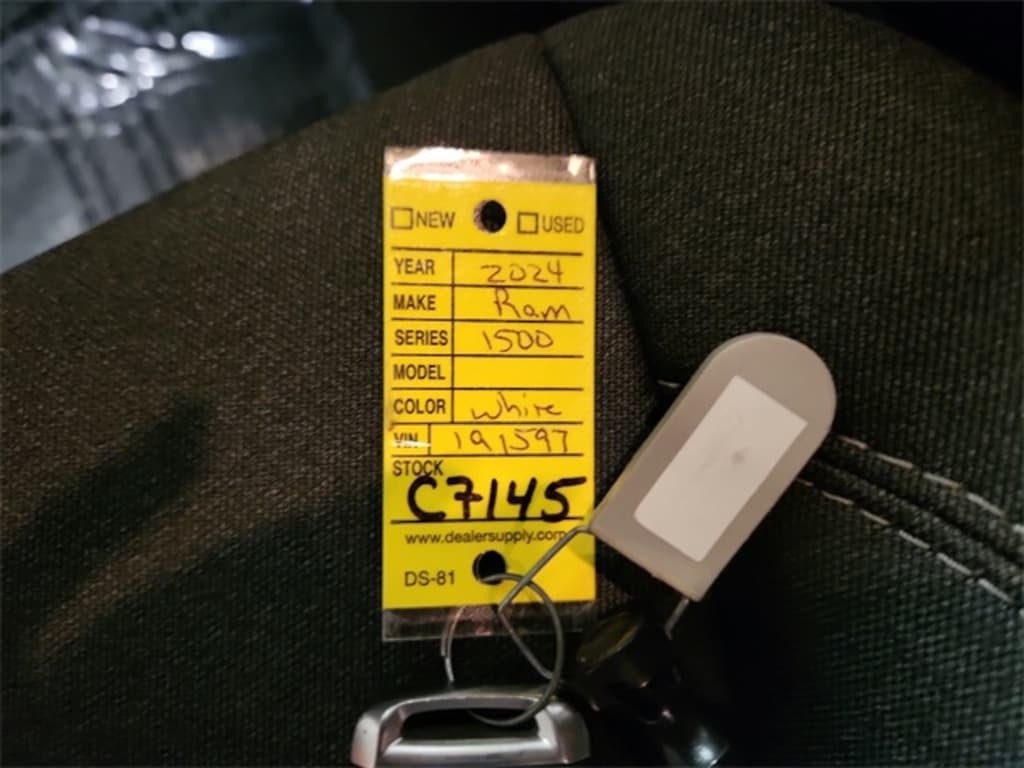 NEW USED
YEAR 2024
MAKE Ram
SERIES 1500
MODEL
COLOR white
VIN 191597
STOCK
C7145
www.dealersupply.com
DS-81